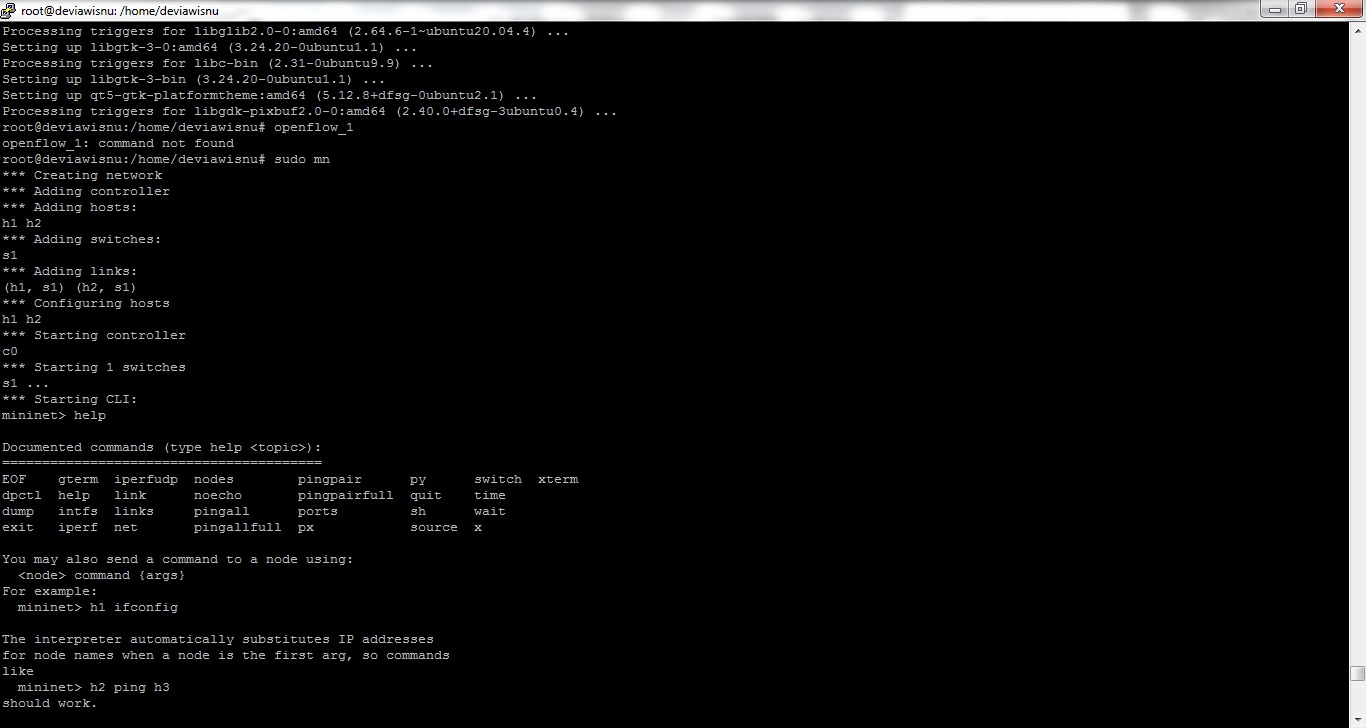 root@deviawisnu: /home/deviawisnu
Processing triggers for libglib2.0-0:amd64 (2.64.6-1~ubuntu20.04.4) ...
Setting up libgtk-3-0:amd64 (3.24.20-0ubuntu1.1) ...
Processing triggers for libc-bin (2.31-0ubuntu9.9) ...
Setting up libgtk-3-bin (3.24.20-0ubuntu1.1) ...
Setting up qt5-gtk-platformtheme:amd64 (5.12.8+dfsg-0ubuntu2.1) ...
Processing triggers for libgdk-pixbuf2.0-0:amd64 (2.40.0+dfsg-3ubuntu0.4) ...
root@deviawisnu:/home/deviawisnu# openflow_1
openflow_1: command not found
root@deviawisnu:/home/deviawisnu# sudo mn
*** Creating network
*** Adding controller
*** Adding hosts:
h1 h2
*** Adding switches:
s1
*** Adding links:
(h1, s1) (h2, s1)
*** Configuring hosts
h1 h2
*** Starting controller
c0
*** Starting 1 switches
s1 ...
*** Starting CLI:
mininet> help
Documented commands (type help <topic>):
========================================
EOF    gterm  iperfudp  nodes        pingpair      py      switch  xterm
dpctl  help   link      noecho       pingpairfull  quit    time
dump   intfs  links     pingall      ports         sh      wait
exit   iperf  net       pingallfull  px            source  x
You may also send a command to a node using:
  <node> command {args}
For example:
  mininet> h1 ifconfig
The interpreter automatically substitutes IP addresses
for node names when a node is the first arg, so commands
like
  mininet> h2 ping h3
should work.